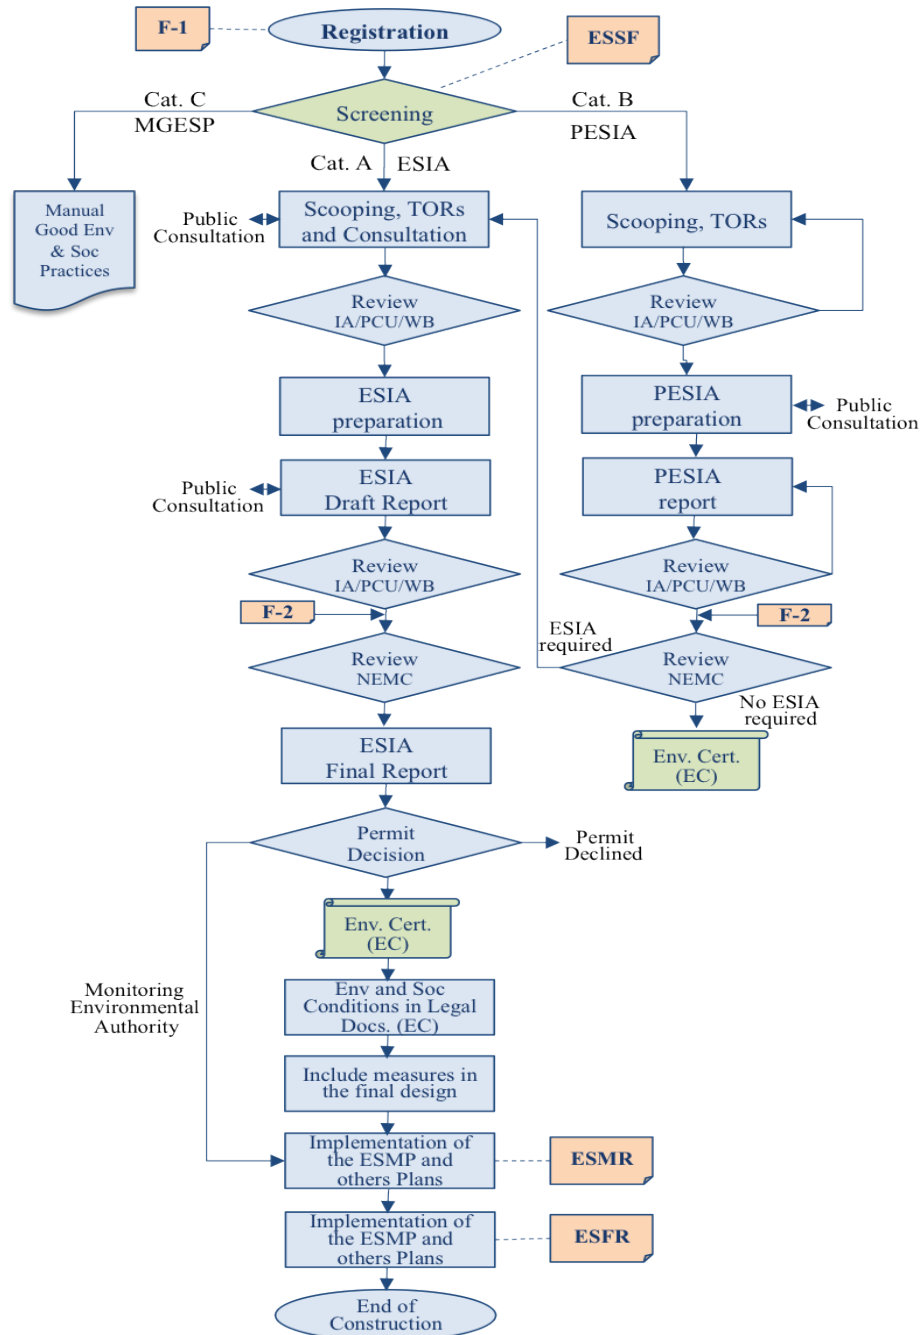 F-1
Registration
ESSF
Cat. C
MGESP
Screening
Cat. B
PESIA
Cat. A
ESIA
Manual
Good Env
& Soc
Practices
Public
Consultation
Scooping, TORs
and Consultation
Scooping, TORs
Review
IA/PCU/WB
Review
IA/PCU/WB
ESIA
preparation
PESIA
preparation
Public
Consultation
Public
Consultation
ESIA
Draft Report
PESIA
report
Review
IA/PCU/WB
Review
IA/PCU/WB
F-2
F-2
ESIA
required
Review
NEMC
Review
NEMC
No ESIA
required
ESIA
Final Report
Env. Cert.
(EC)
Permit
Decision
Permit
Declined
Env. Cert.
(EC)
Monitoring
Environmental
Authority
Env and Soc
Conditions in Legal
Docs. (EC)
Include measures in
the final design
Implementation of
the ESMP and
others Plans
ESMR
Implementation of
the ESMP and
others Plans
ESFR
End of
Construction